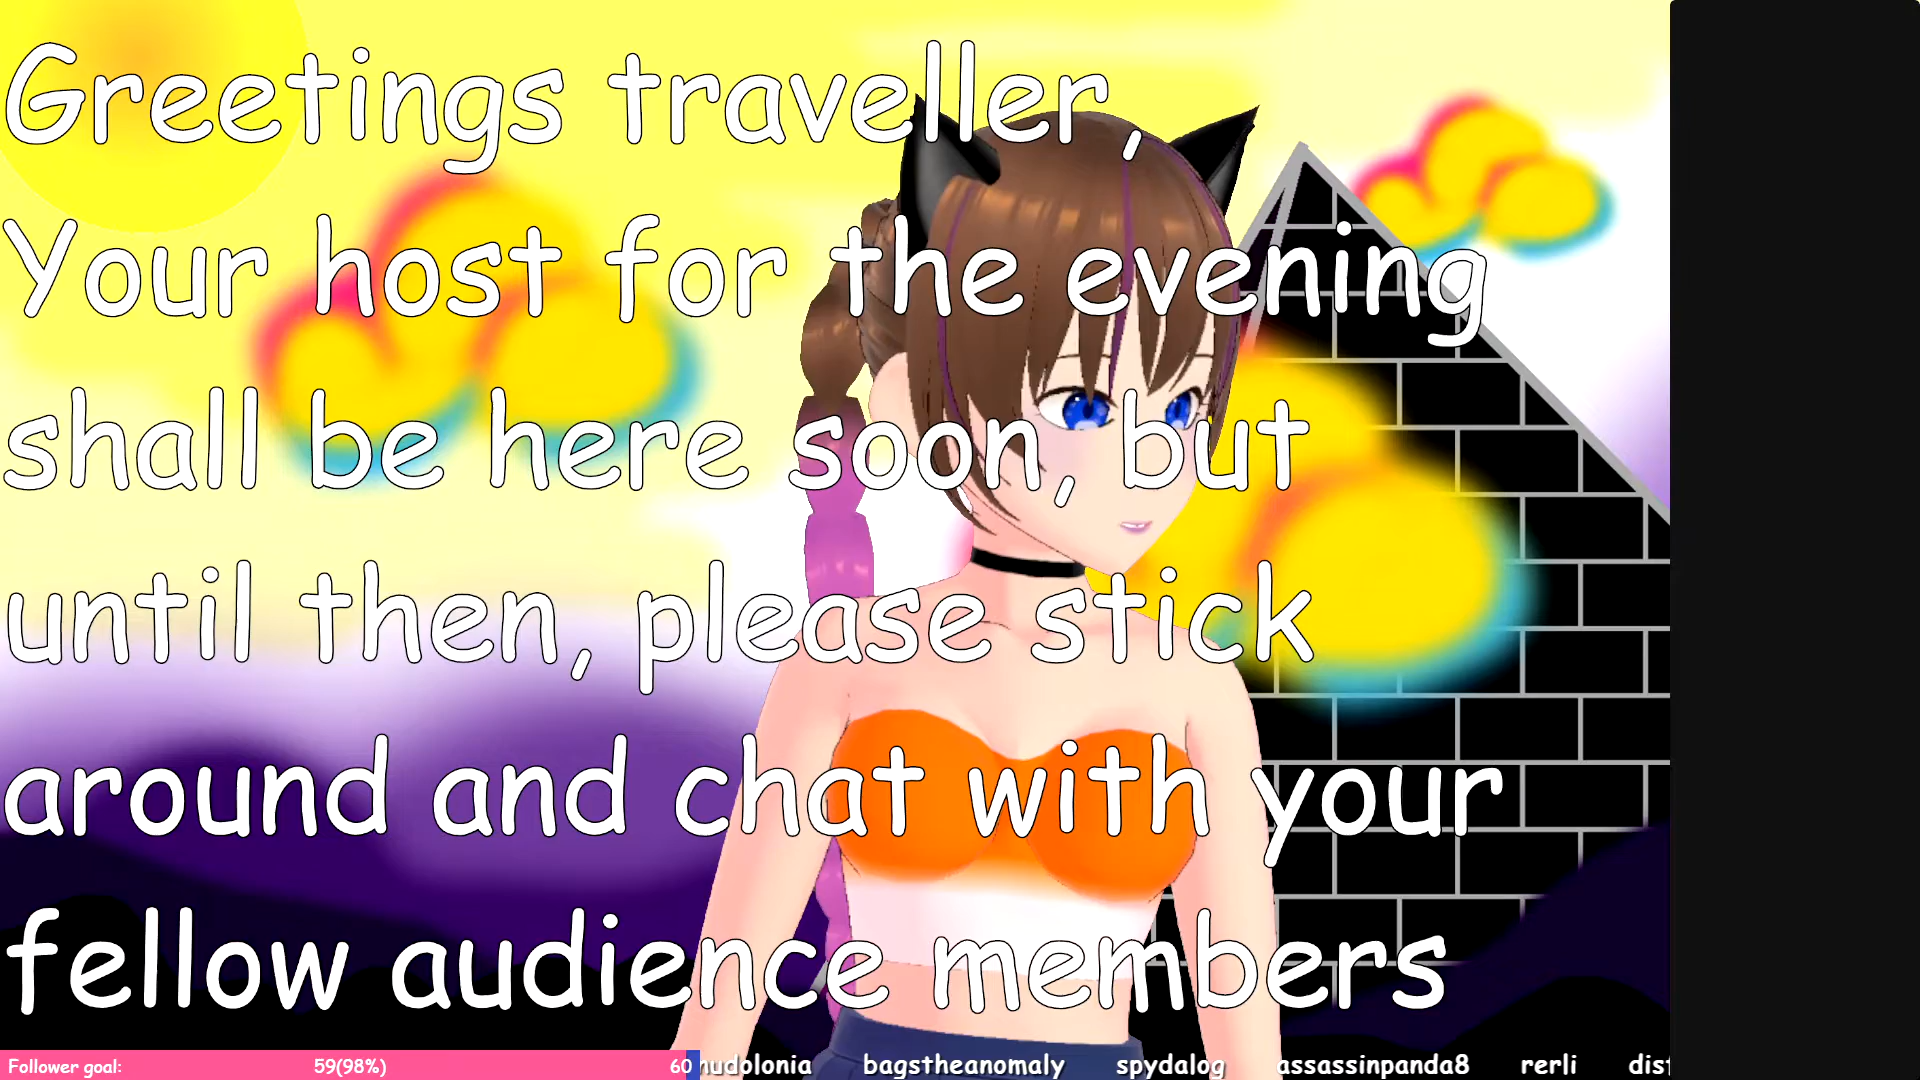 Greetings traveller,
Your host for the evening
shall be here soon, but
until then, please stick
around and chat with your
fellow audience members
Follower goal: 59(98%) 60
bagstheanomaly spydalog assassinpanda8 rerli